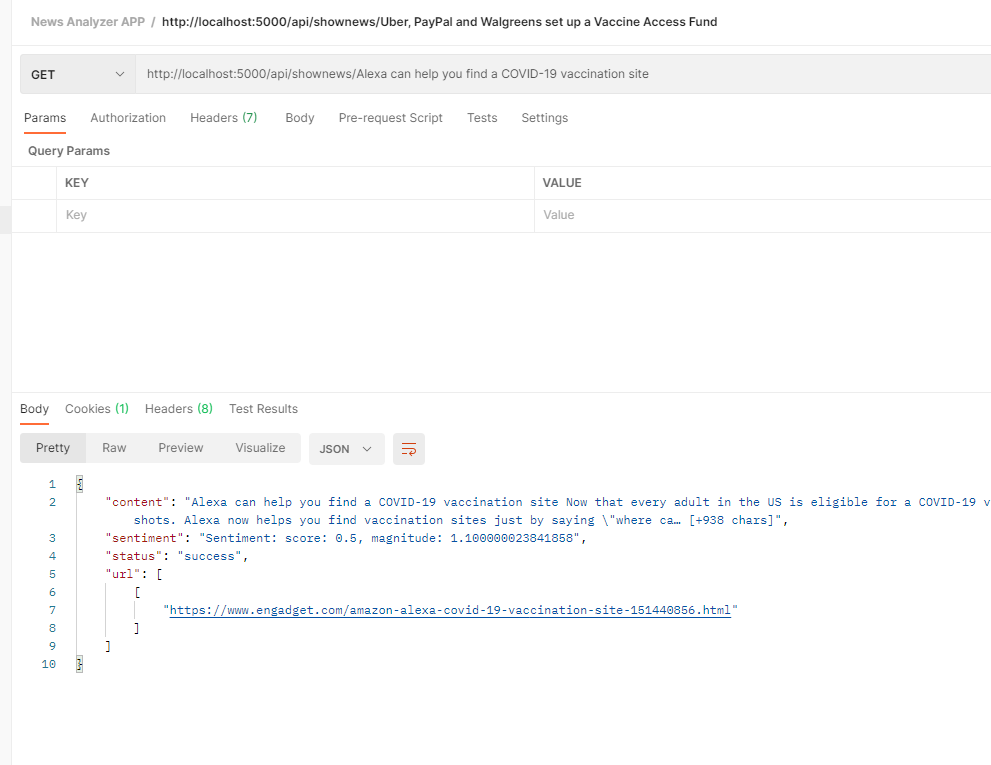 News Analyzer APP / http://localhost:5000/api/shownews/Uber, PayPal and Walgreens set up a Vaccine Access Fund
GET http://localhost:5000/api/shownews/Alexa can help you find a COVID-19 vaccination site
Params Authorization Headers (7) Body Pre-request Script Tests Settings
Query Params
KEY VALUE
Key Value
Body Cookies (1) Headers (8) Test Results
Pretty Raw Preview Visualize JSON
1 {
2 "content": "Alexa can help you find a COVID-19 vaccination site Now that every adult in the US is eligible for a COVID-19 v
shots. Alexa now helps you find vaccination sites just by saying \"where ca… [+938 chars]",
3 "sentiment": "Sentiment: score: 0.5, magnitude: 1.100000023841858",
4 "status": "success",
5 "url": [
6 [
7 "https://www.engadget.com/amazon-alexa-covid-19-vaccination-site-151440856.html"
8 ]
9 ]
10 }